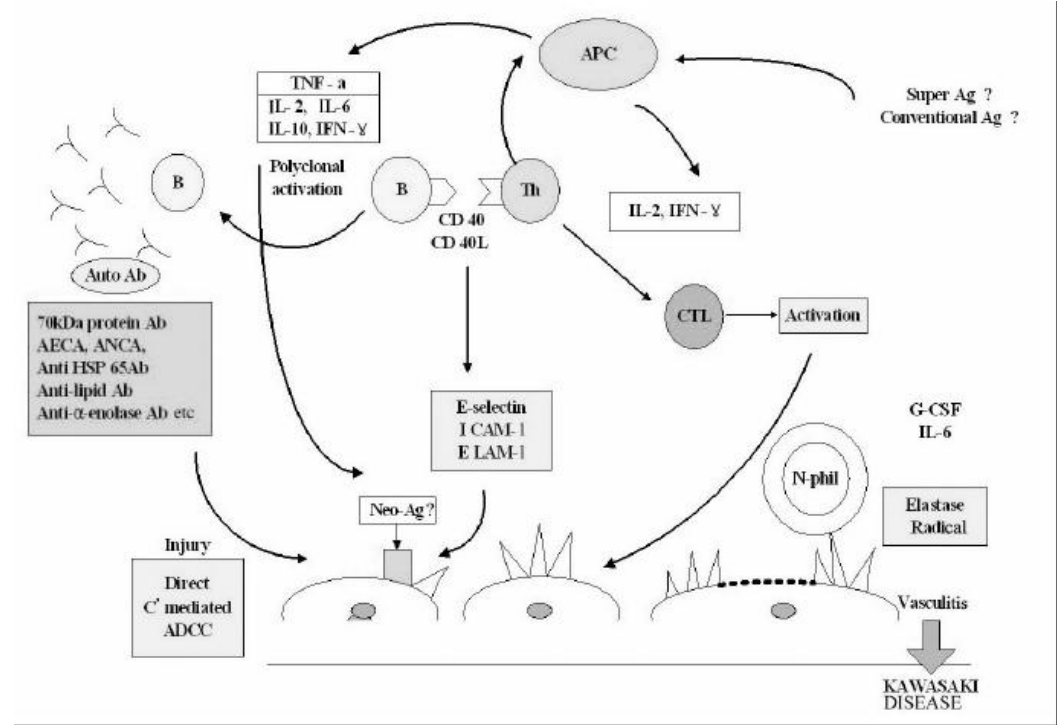 APC
Super Ag ?
Conventional Ag ?
TNF - a
IL- 2, IL-6
IL-10, IFN- ɣ
Polyclonal
activation
B
B
Th
CD 40
CD 40L
IL-2, IFN- ɣ
Auto Ab
CTL
Activation
70kDa protein Ab
AECA, ANCA,
Anti HSP 65Ab
Anti-lipid Ab
Anti-α-enolase Ab etc
E-selectin
I CAM- 1
E LAM-1
G-CSF
IL-6
N-phil
Elastase
Radical
Neo-Ag?
Injury
Direct
C' mediated
ADCC
Vasculitis
KAWASAKI
DISEASE